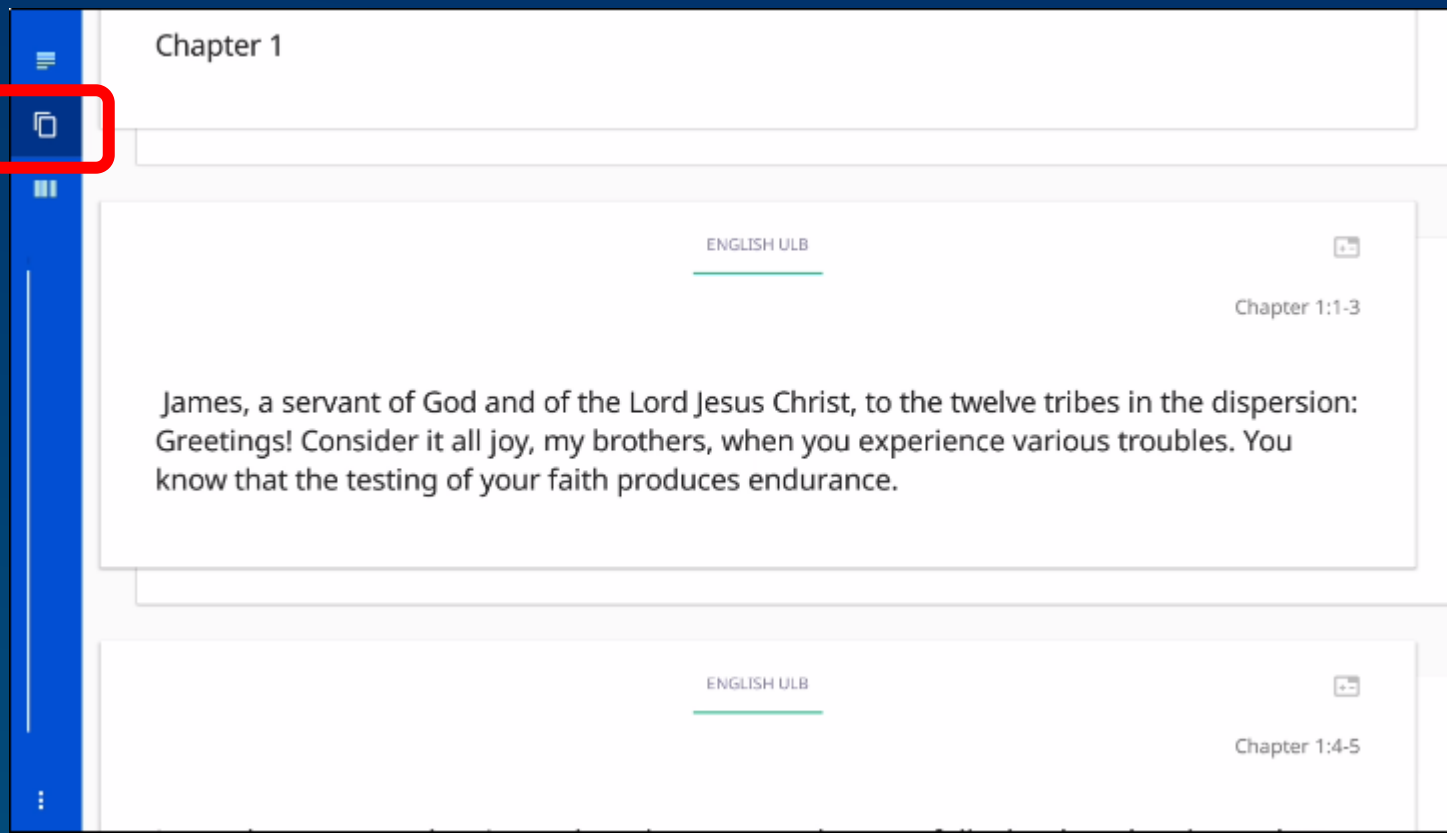 Chapter 1
ENGLISH ULB
Chapter 1:1-3
James, a servant of God and of the Lord Jesus Christ, to the twelve tribes in the dispersion:
Greetings! Consider it all joy, my brothers, when you experience various troubles. You
know that the testing of your faith produces endurance.
ENGLISH ULB
Chapter 1:4-5